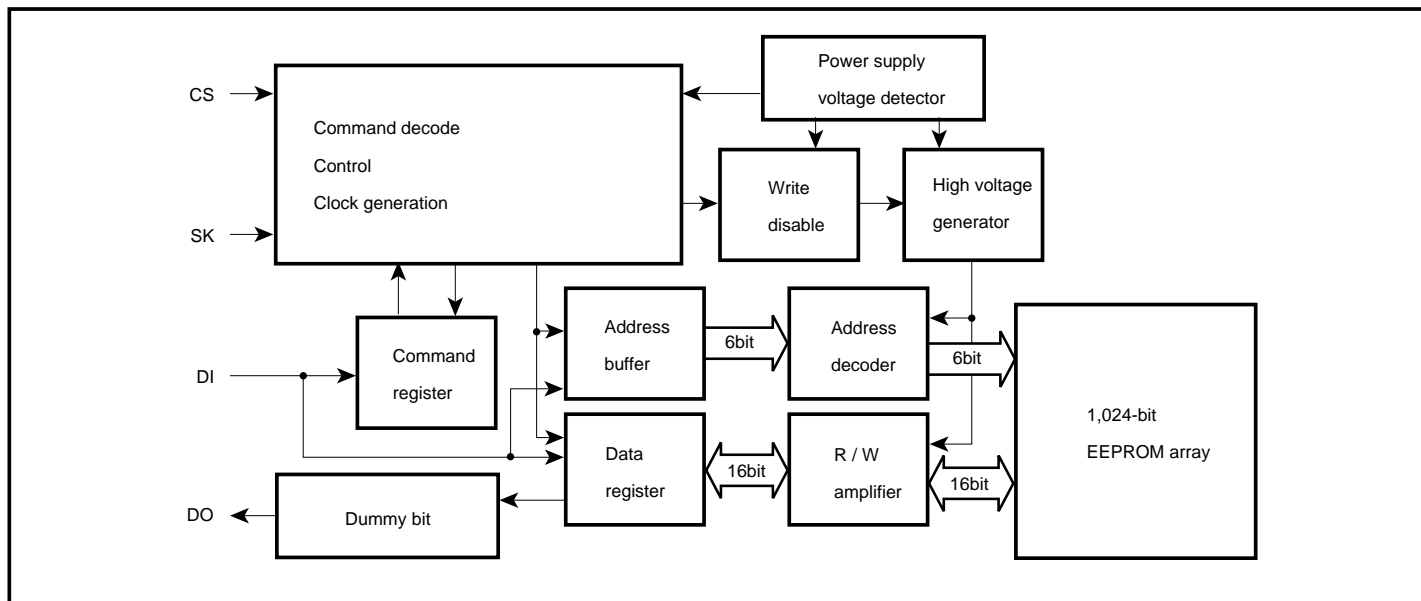 Power supply
voltage detector
CS
Command decode
Control
Clock generation
SK
Write
disable
High voltage
generator
Command
register
DI
Address
buffer
6bit
Address
decoder
6bit
1,024-bit
EEPROM array
Data
register
16bit
R / W
amplifier
16bit
Dummy bit
DO